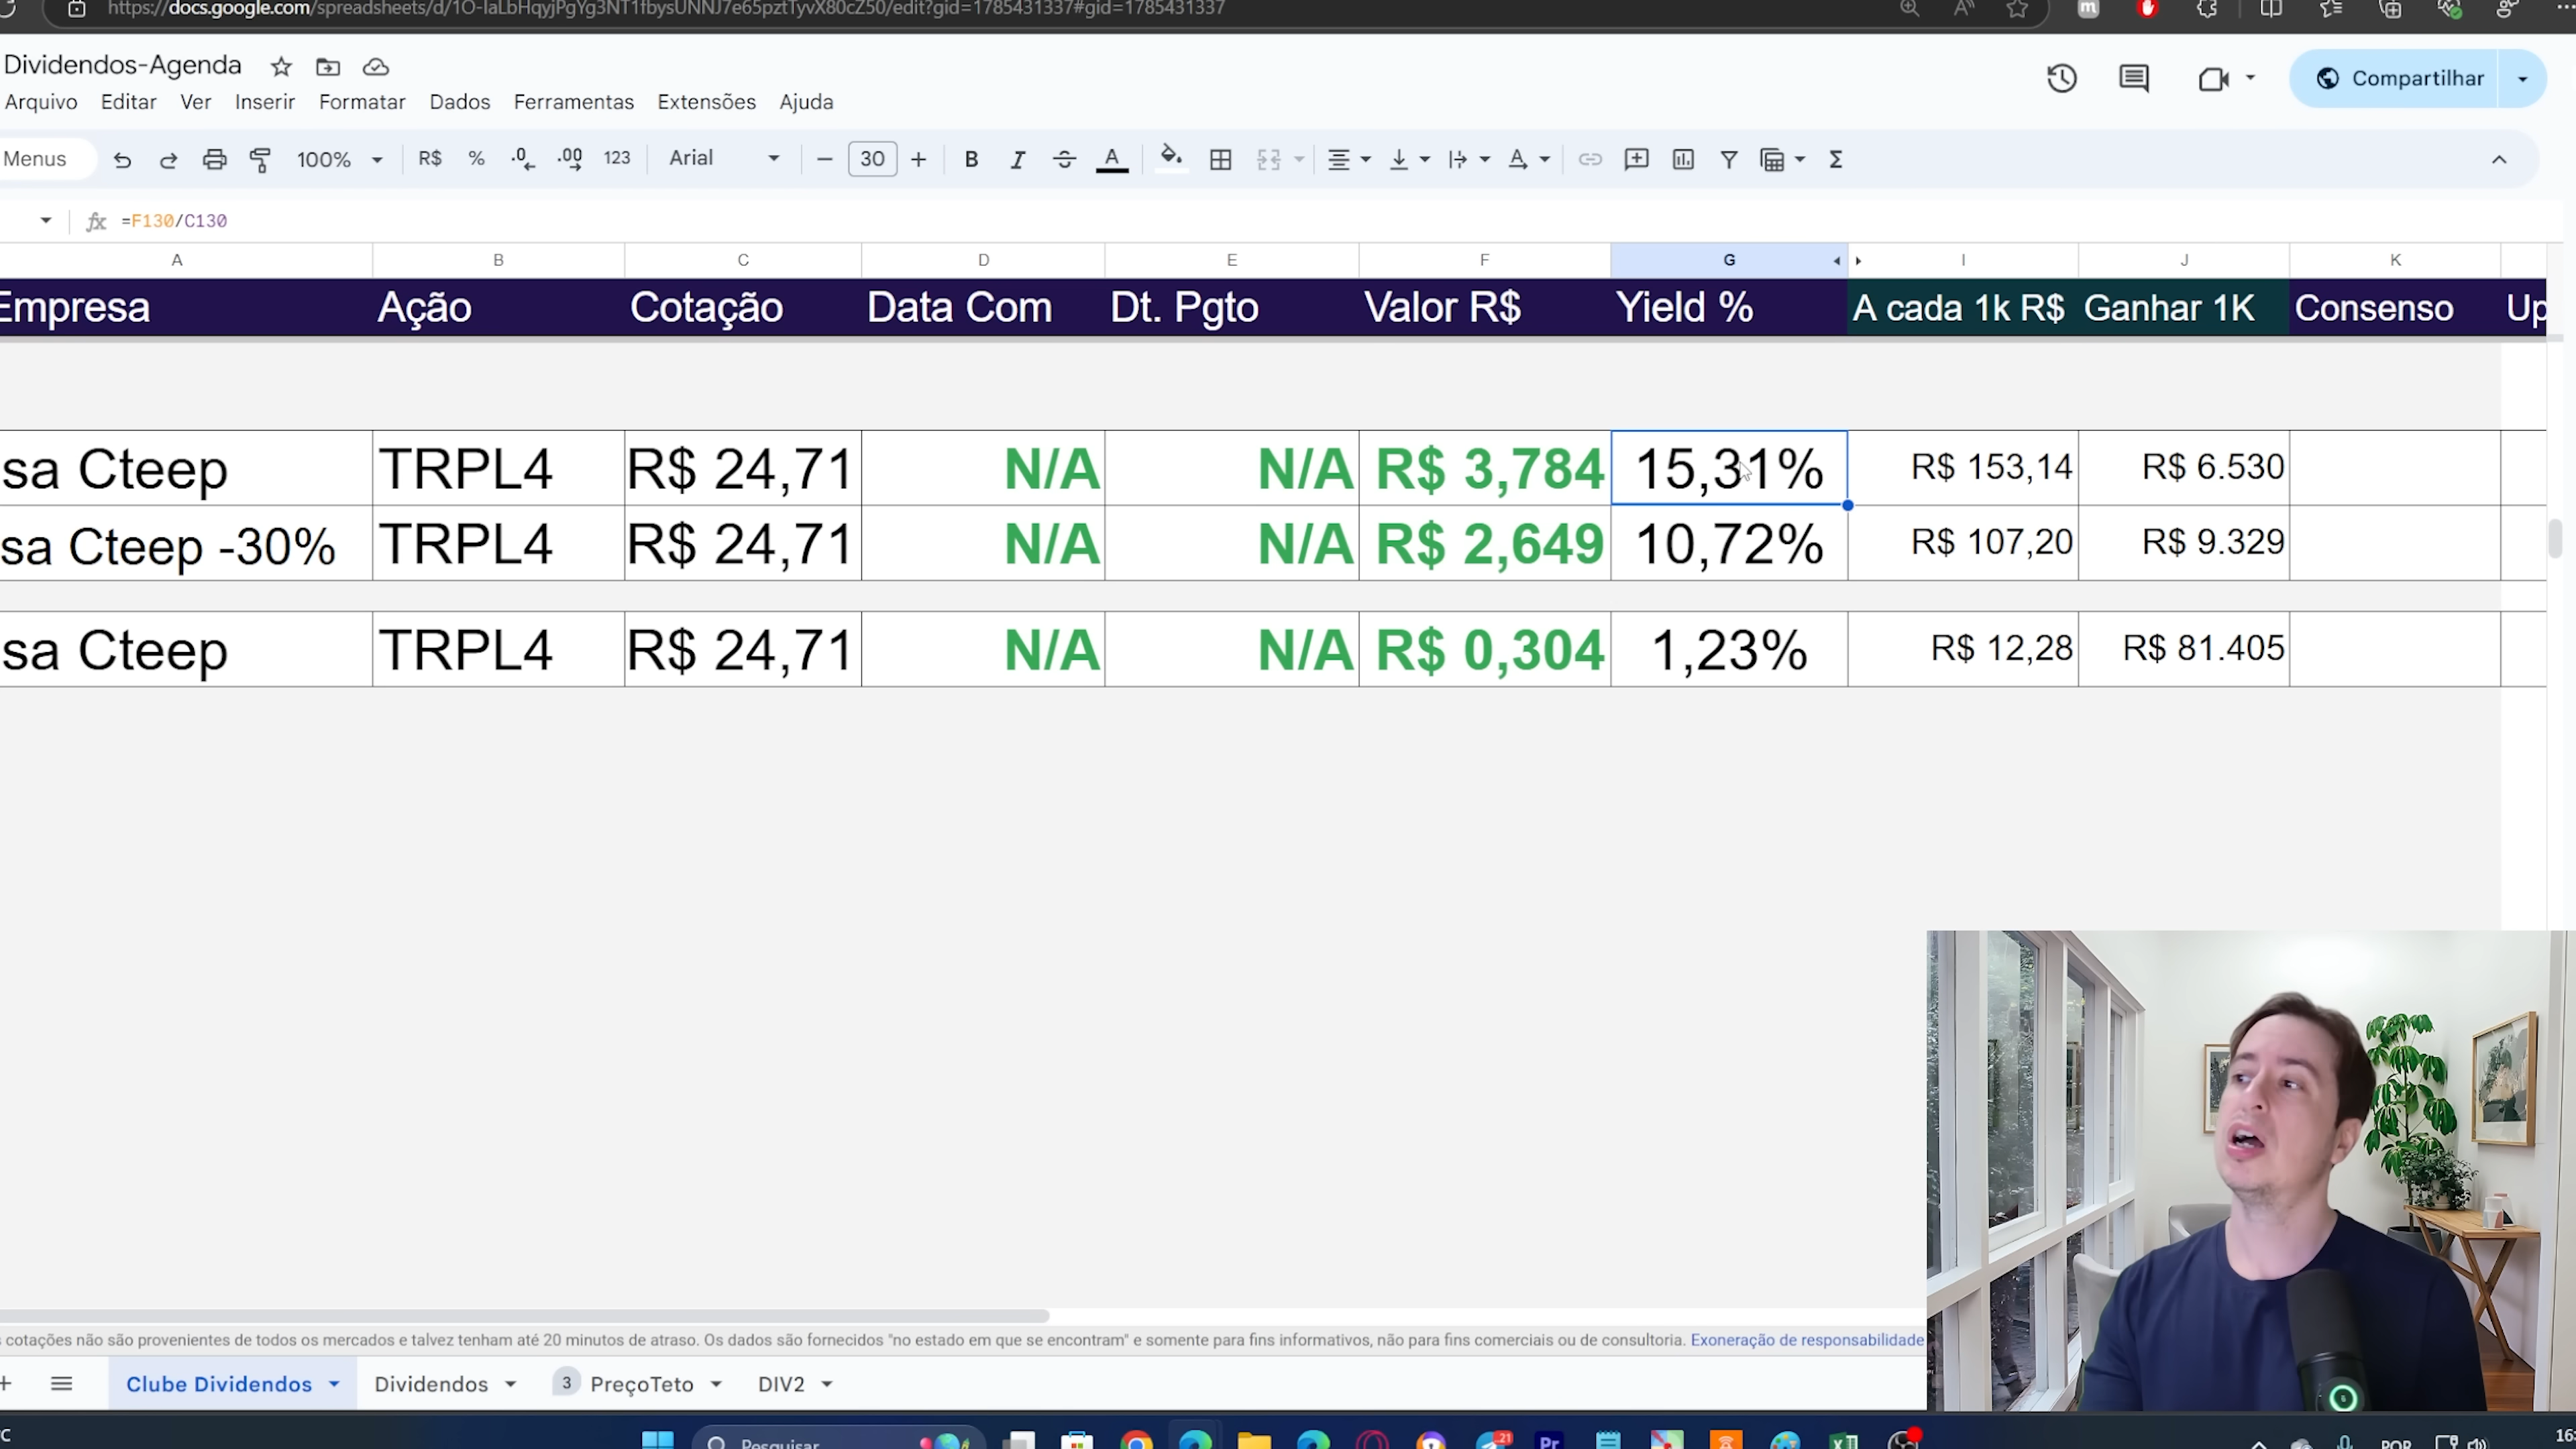 https://docs.google.com/spreadsheets/d/1O-IaLbHqyjPgYg3NT1fbysUNNJ7e65pztTyvX80cZ50/edit?gid=1785431337#gid=1785431337
Dividendos-Agenda
Compartilhar
Arquivo Editar Ver Inserir Formatar Dados Ferramentas Extensões Ajuda
Menus 100% R$ % .0 .00 123 Arial 30 B I A Σ
fx =F130/C130
A B C D E F G I J K
Empresa Ação Cotação Data Com Dt. Pgto Valor R$ Yield % A cada 1k R$ Ganhar 1K Consenso Up
sa Cteep TRPL4 R$ 24,71 N/A N/A R$ 3,784 15,31% R$ 153,14 R$ 6.530
sa Cteep -30% TRPL4 R$ 24,71 N/A N/A R$ 2,649 10,72% R$ 107,20 R$ 9.329
sa Cteep TRPL4 R$ 24,71 N/A N/A R$ 0,304 1,23% R$ 12,28 R$ 81.405
s cotações não são provenientes de todos os mercados e talvez tenham até 20 minutos de atraso. Os dados são fornecidos "no estado em que se encontram" e somente para fins informativos, não para fins comerciais ou de consultoria. Exoneração de responsabilidade
Clube Dividendos Dividendos 3 PreçoTeto DIV2
Pesquisar 21 Pr POR 16